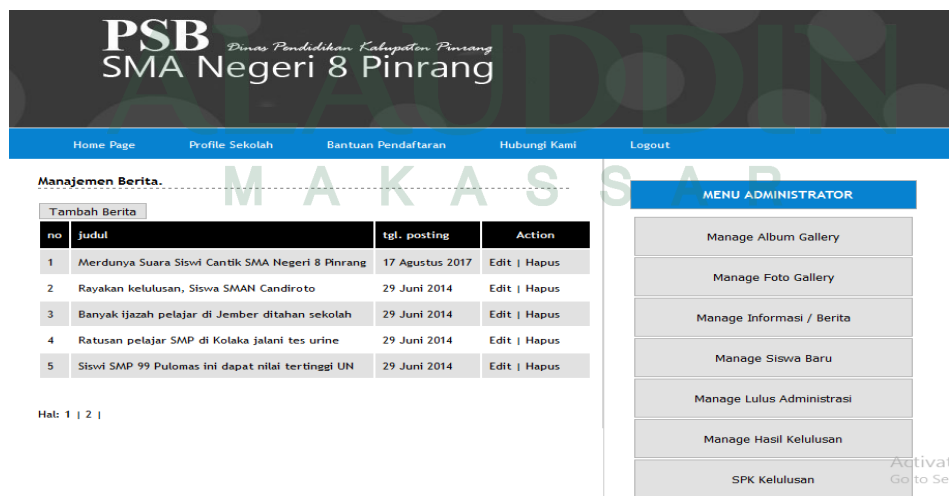 PSB Dinas Pendidikan Kabupaten Pinrang
SMA Negeri 8 Pinrang
ALAUDDIN
Home Page Profile Sekolah Bantuan Pendaftaran Hubungi Kami Logout
MAKASSAR
Manajemen Berita.
Tambah Berita
no judul tgl. posting Action
1 Merdunya Suara Siswi Cantik SMA Negeri 8 Pinrang 17 Agustus 2017 Edit | Hapus
2 Rayakan kelulusan, Siswa SMAN Candiroto 29 Juni 2014 Edit | Hapus
3 Banyak ijazah pelajar di Jember ditahan sekolah 29 Juni 2014 Edit | Hapus
4 Ratusan pelajar SMP di Kolaka jalani tes urine 29 Juni 2014 Edit | Hapus
5 Siswi SMP 99 Pulomas ini dapat nilai tertinggi UN 29 Juni 2014 Edit | Hapus
Hal: 1 | 2 |
MENU ADMINISTRATOR
Manage Album Gallery
Manage Foto Gallery
Manage Informasi / Berita
Manage Siswa Baru
Manage Lulus Administrasi
Manage Hasil Kelulusan
SPK Kelulusan
Activat
Go to Se